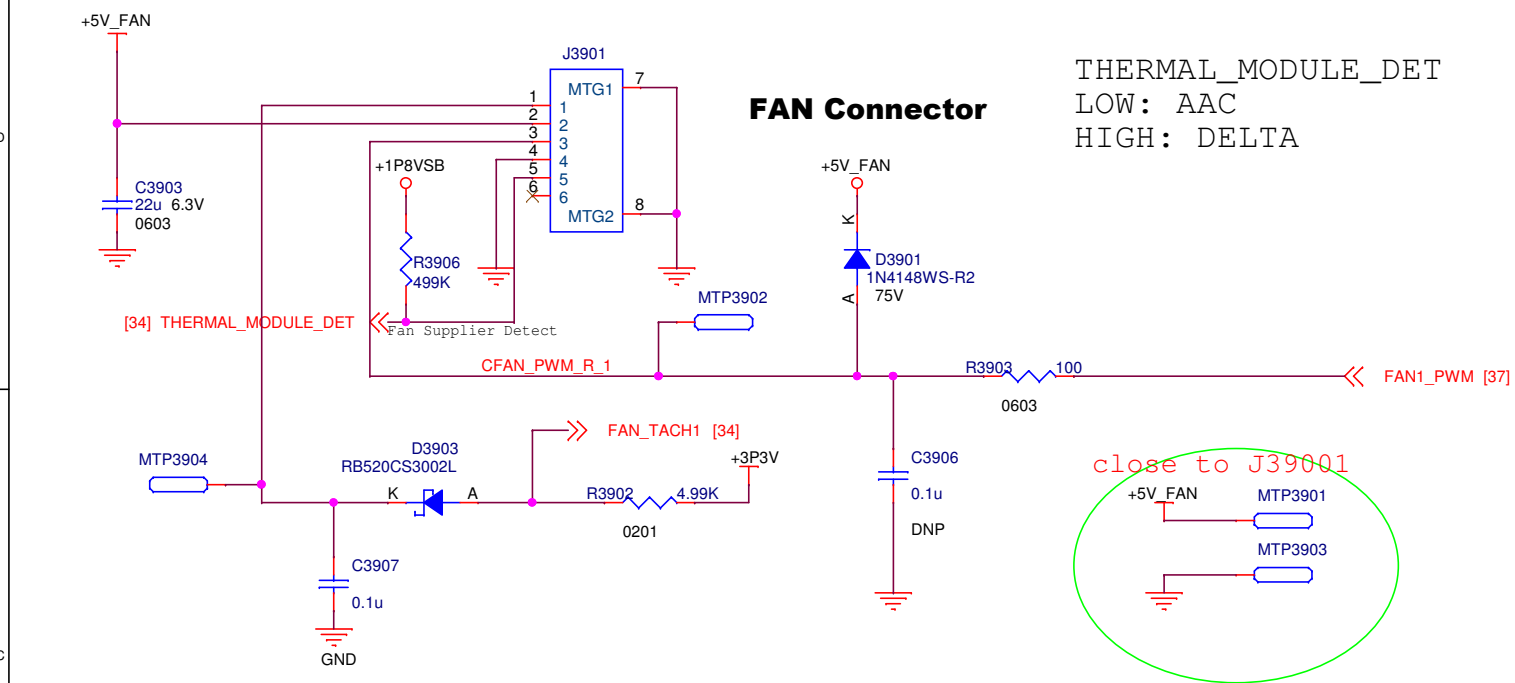 +5V_FAN
J3901
MTG1
MTG2
7
8
1
2
3
4
5
6
1
2
3
4
5
6
FAN Connector
THERMAL_MODULE_DET
LOW: AAC
HIGH: DELTA
C3903
22u 6.3V
0603
+1P8VSB
R3906
499K
+5V_FAN
K
D3901
1N4148WS-R2
75V
A
MTP3902
[34] THERMAL_MODULE_DET
Fan Supplier Detect
CFAN_PWM_R_1
R3903 100
0603
FAN1_PWM [37]
FAN_TACH1 [34]
MTP3904
D3903
RB520CS3002L
K A
R3902 4.99K
0201
+3P3V
C3906
0.1u
DNP
C3907
0.1u
GND
close to J39001
+5V_FAN
MTP3901
MTP3903
D
C